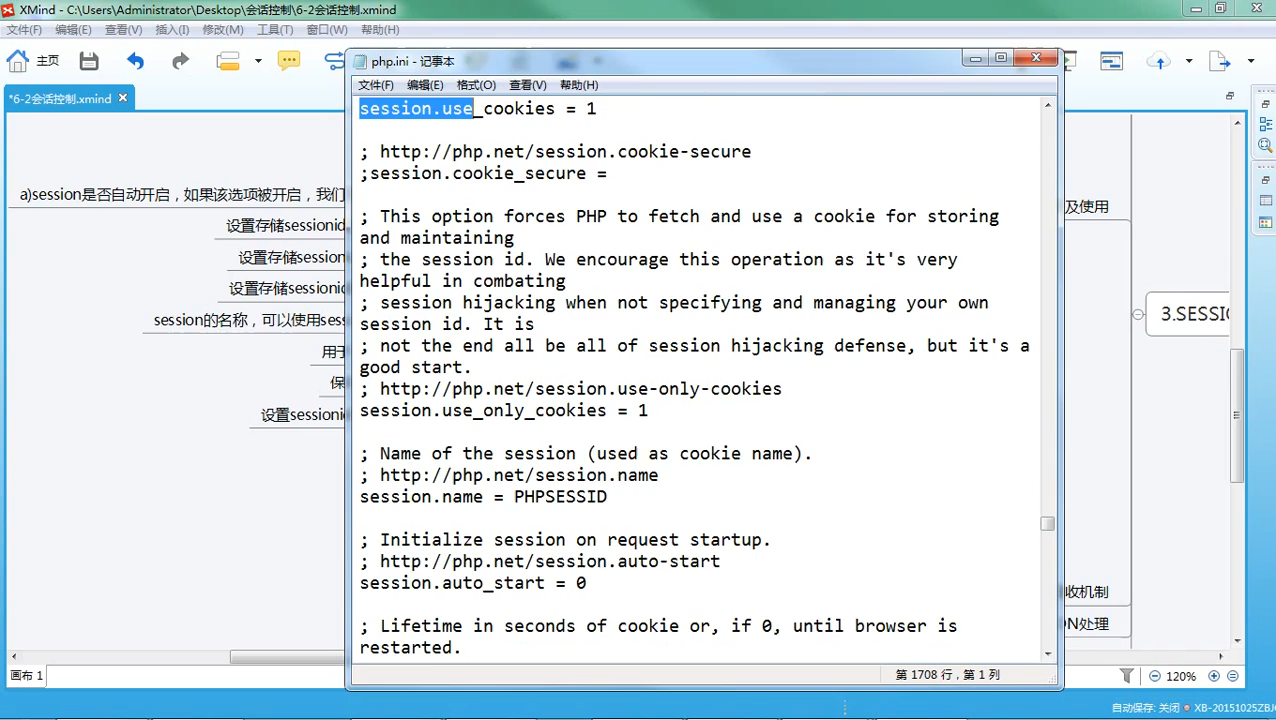 XMind - C:\Users\Administrator\Desktop\会话控制\6-2会话控制.xmind
文件(F) 编辑(E) 查看(V) 插入(I) 修改(M) 工具(T) 窗口(W) 帮助(H)
主页
*6-2会话控制.xmind
php.ini - 记事本
文件(F) 编辑(E) 格式(O) 查看(V) 帮助(H)
session.use_cookies = 1
; http://php.net/session.cookie-secure
;session.cookie_secure =
; This option forces PHP to fetch and use a cookie for storing
and maintaining
; the session id. We encourage this operation as it's very
helpful in combating
; session hijacking when not specifying and managing your own
session id. It is
; not the end all be all of session hijacking defense, but it's a
good start.
; http://php.net/session.use-only-cookies
session.use_only_cookies = 1
; Name of the session (used as cookie name).
; http://php.net/session.name
session.name = PHPSESSID
; Initialize session on request startup.
; http://php.net/session.auto-start
session.auto_start = 0
; Lifetime in seconds of cookie or, if 0, until browser is
restarted.
第 1708 行，第 1 列
a)session是否自动开启，如果该选项被开启，我们
设置存储sessionid
设置存储session
设置存储sessionid
session的名称，可以使用sess
用于
保
设置sessionid
及使用
3.SESSIO
收机制
ON处理
画布 1
120%
自动保存: 关闭
XB-20151025ZBJ